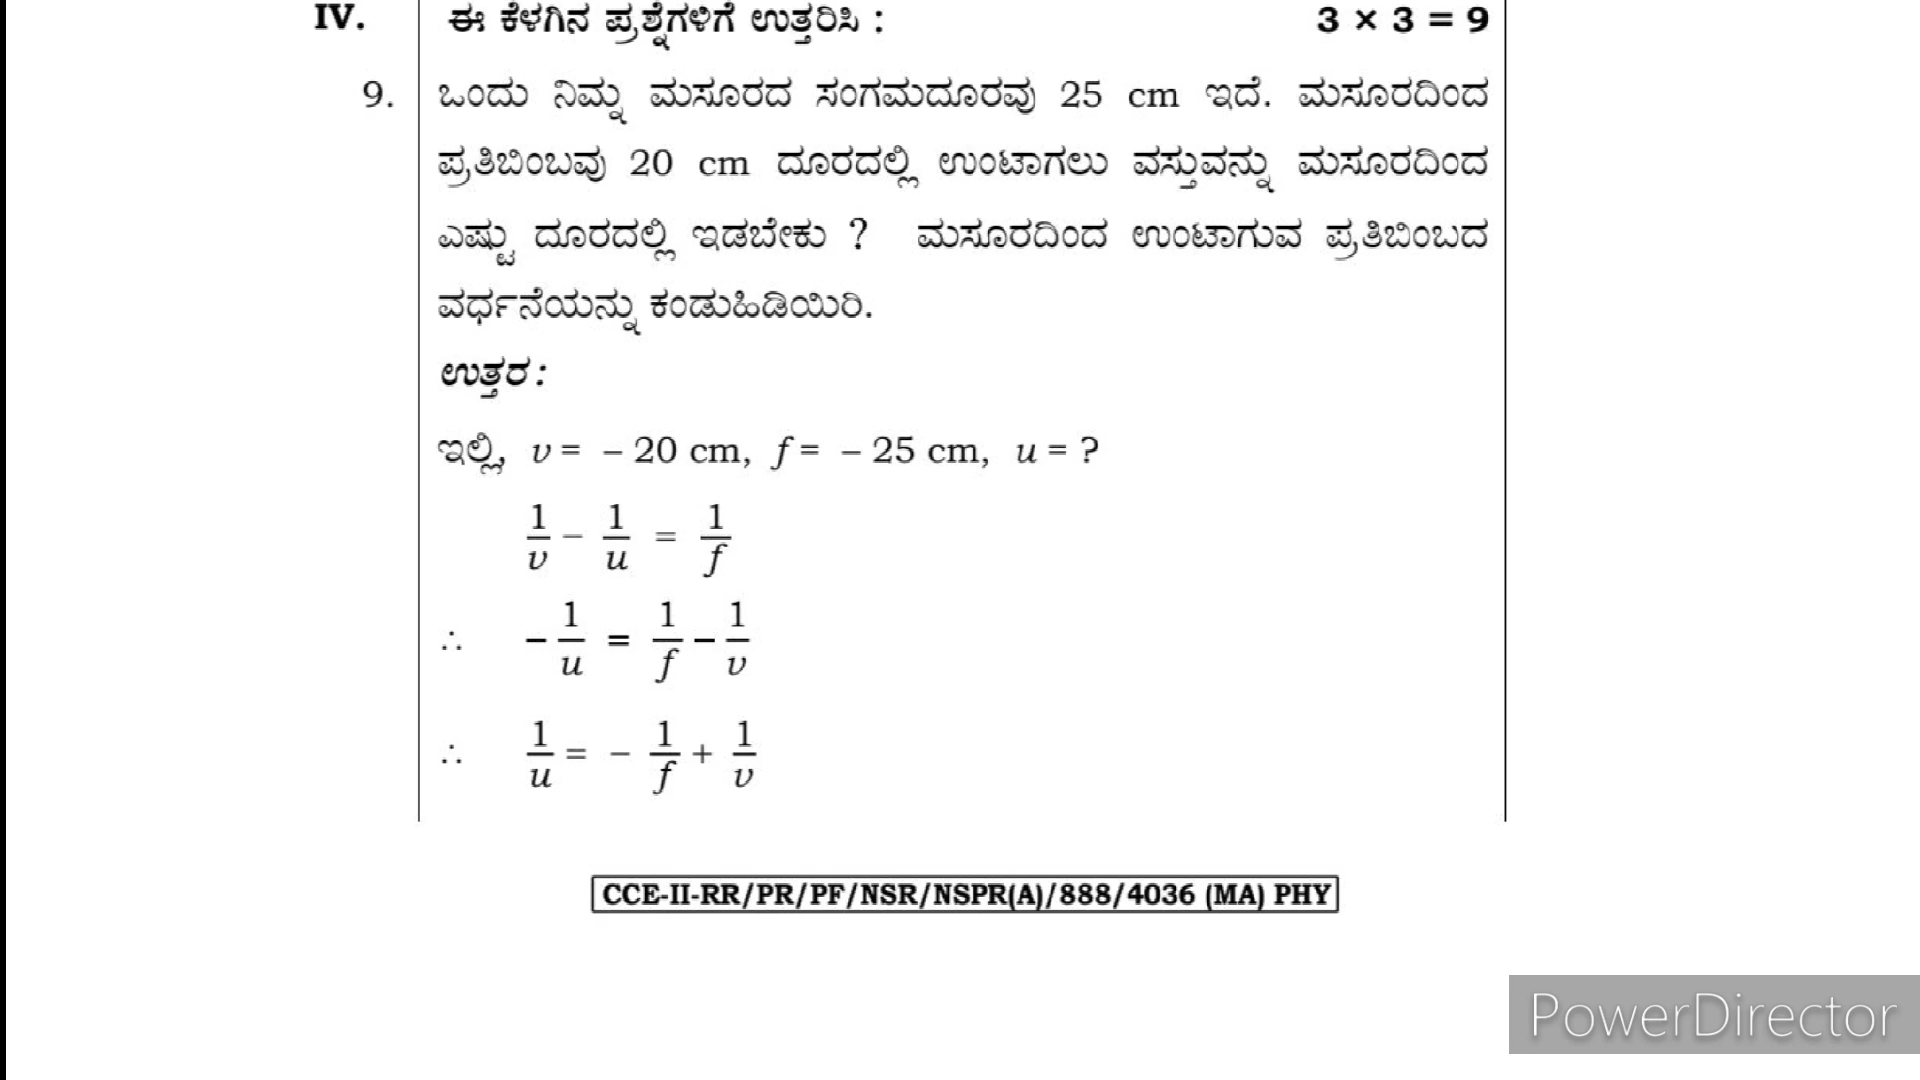 IV. ಈ ಕೆಳಗಿನ ಪ್ರಶ್ನೆಗಳಿಗೆ ಉತ್ತರಿಸಿ : 3 × 3 = 9
9. ಒಂದು ನಿಮ್ನ ಮಸೂರದ ಸಂಗಮದೂರವು 25 cm ಇದೆ. ಮಸೂರದಿಂದ
ಪ್ರತಿಬಿಂಬವು 20 cm ದೂರದಲ್ಲಿ ಉಂಟಾಗಲು ವಸ್ತುವನ್ನು ಮಸೂರದಿಂದ
ಎಷ್ಟು ದೂರದಲ್ಲಿ ಇಡಬೇಕು ? ಮಸೂರದಿಂದ ಉಂಟಾಗುವ ಪ್ರತಿಬಿಂಬದ
ವರ್ಧನೆಯನ್ನು ಕಂಡುಹಿಡಿಯಿರಿ.
ಉತ್ತರ :
ಇಲ್ಲಿ, v = – 20 cm, f = – 25 cm, u = ?
1/v – 1/u = 1/f
∴ – 1/u = 1/f – 1/v
∴ 1/u = – 1/f + 1/v
CCE-II-RR/PR/PF/NSR/NSPR(A)/888/4036 (MA) PHY
PowerDirector